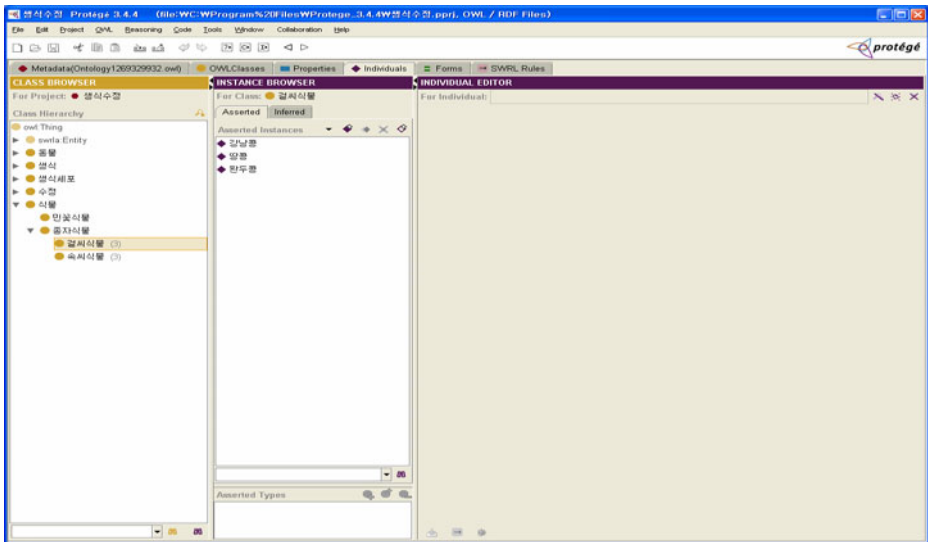 생식수정 Protégé 3.4.4 (file:₩C:₩Program%20Files₩Protege_3.4.4₩생식수정.pprj, OWL / RDF Files)
File Edit Project OWL Reasoning Code Tools Window Collaboration Help
protégé
Metadata(Ontology1269329932.owl) OWLClasses Properties Individuals Forms SWRL Rules
CLASS BROWSER
For Project: 생식수정
Class Hierarchy
owl:Thing
swrla:Entity
동물
생식
생식세포
수정
식물
민꽃식물
종자식물
겉씨식물 (3)
속씨식물 (3)
INSTANCE BROWSER
For Class: 겉씨식물
Asserted Inferred
Asserted Instances
강낭콩
땅콩
완두콩
Asserted Types
INDIVIDUAL EDITOR
For Individual: